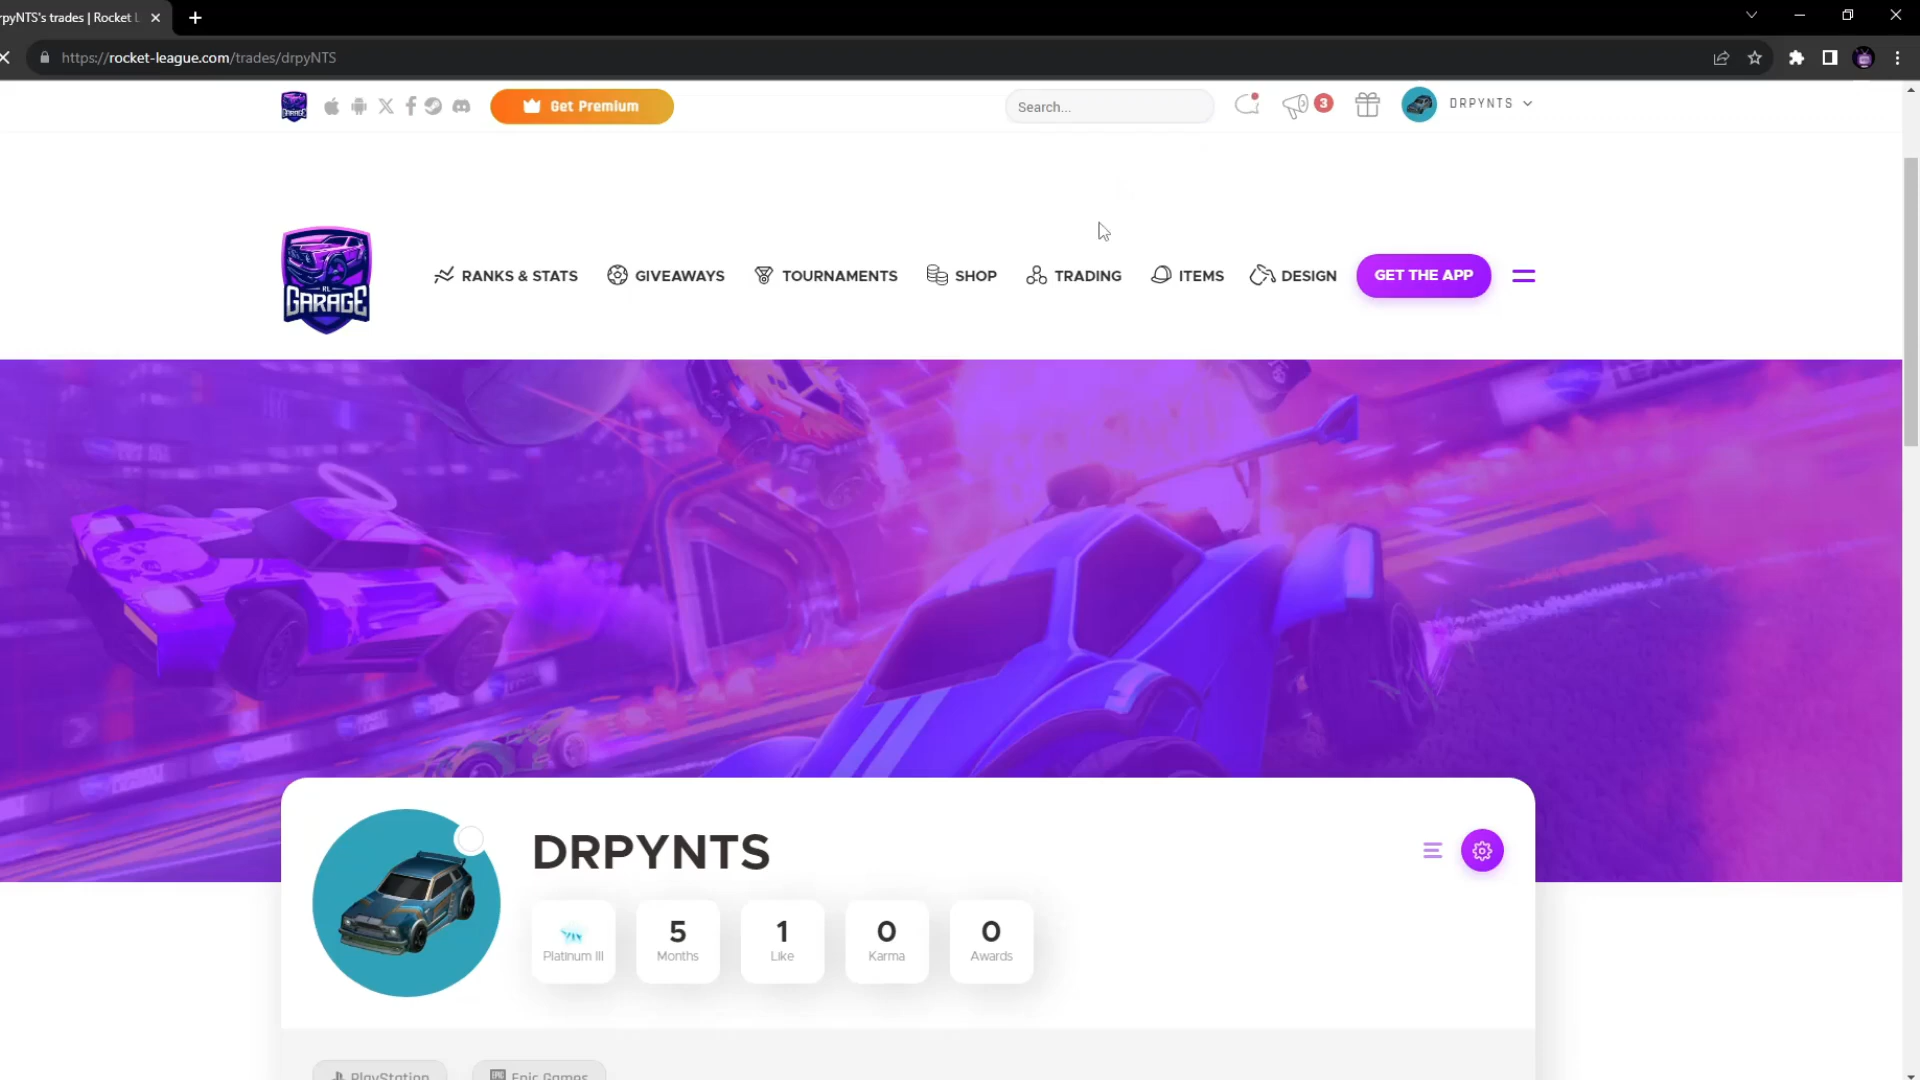 rpyNTS's trades | Rocket L
https://rocket-league.com/trades/drpyNTS
Get Premium
Search...
3
DRPYNTS
RL
GARAGE
RANKS & STATS
GIVEAWAYS
TOURNAMENTS
SHOP
TRADING
ITEMS
DESIGN
GET THE APP
DRPYNTS
Platinum III
5
Months
1
Like
0
Karma
0
Awards
PlayStation
Epic Games